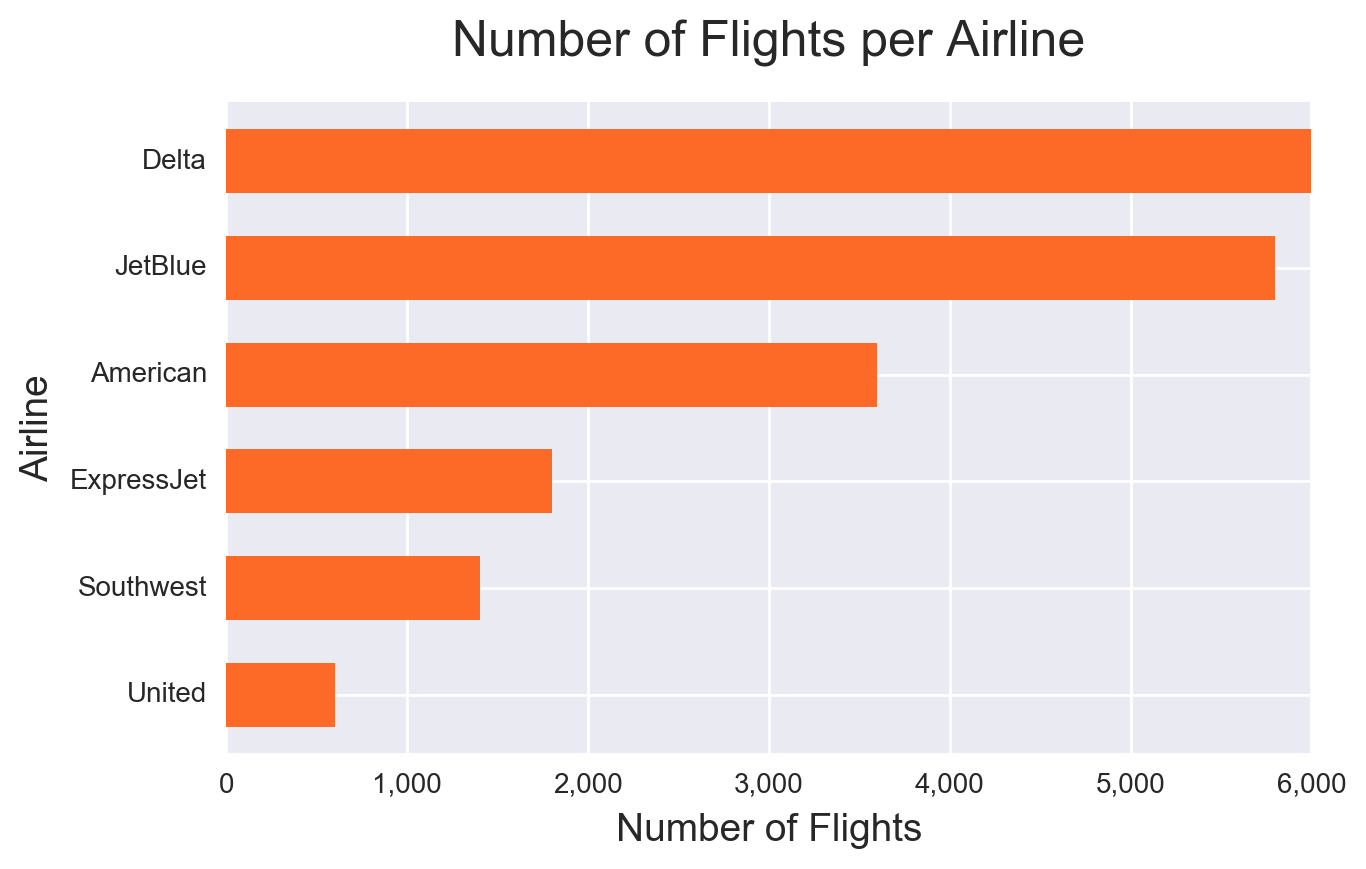 Number of Flights per Airline
Delta
JetBlue
American
ExpressJet
Southwest
United
Airline
0 1,000 2,000 3,000 4,000 5,000 6,000
Number of Flights